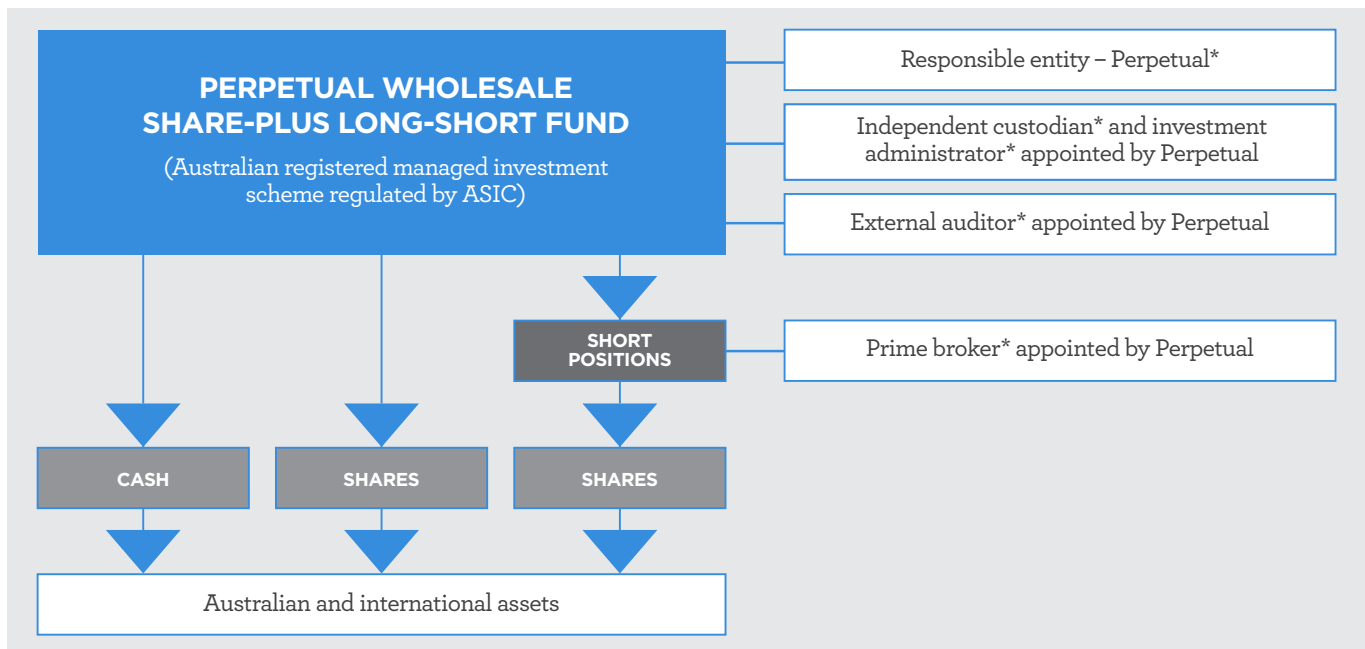 PERPETUAL WHOLESALE
SHARE-PLUS LONG-SHORT FUND
(Australian registered managed investment
scheme regulated by ASIC)
Responsible entity – Perpetual*
Independent custodian* and investment
administrator* appointed by Perpetual
External auditor* appointed by Perpetual
SHORT
POSITIONS
Prime broker* appointed by Perpetual
CASH
SHARES
SHARES
Australian and international assets